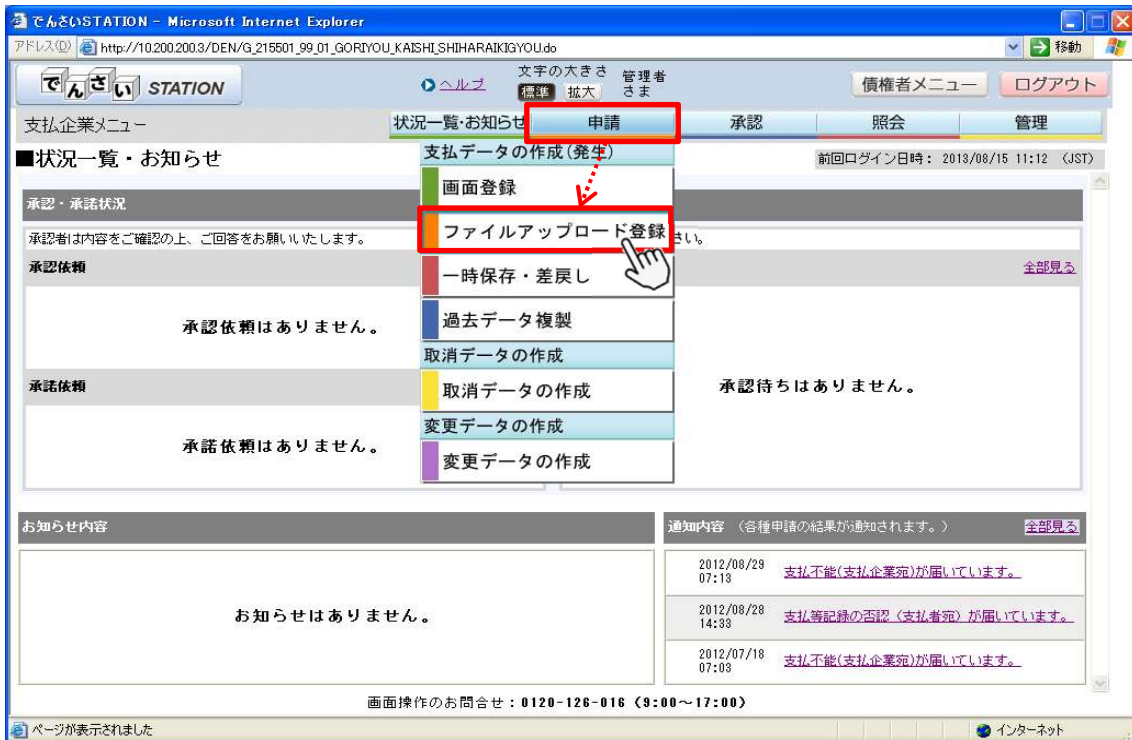 でんさいSTATION - Microsoft Internet Explorer
アドレス(D) http://10.200.200.3/DEN/G_215501_99_01_GORIYOU_KAISHI_SHIHARAIKIGYOU.do 移動
でんさい STATION
ヘルプ 文字の大きさ 標準 拡大 管理者 さま 債権者メニュー ログアウト
支払企業メニュー 状況一覧・お知らせ 申請 承認 照会 管理
■状況一覧・お知らせ 前回ログイン日時: 2013/08/15 11:12 (JST)
支払データの作成(発生)
画面登録
ファイルアップロード登録
一時保存・差戻し
過去データ複製
取消データの作成
取消データの作成
変更データの作成
変更データの作成
承認・承諾状況
承認者は内容をご確認の上、ご回答をお願いいたします。 さい。
承認依頼 全部見る
承認依頼はありません。
承諾依頼
承認待ちはありません。
承諾依頼はありません。
お知らせ内容
お知らせはありません。
通知内容 (各種申請の結果が通知されます。) 全部見る
2012/08/29 07:13 支払不能(支払企業宛)が届いています。
2012/08/28 14:33 支払等記録の否認(支払者宛)が届いています。
2012/07/18 07:03 支払不能(支払企業宛)が届いています。
画面操作のお問合せ:0120-126-016 (9:00~17:00)
ページが表示されました インターネット